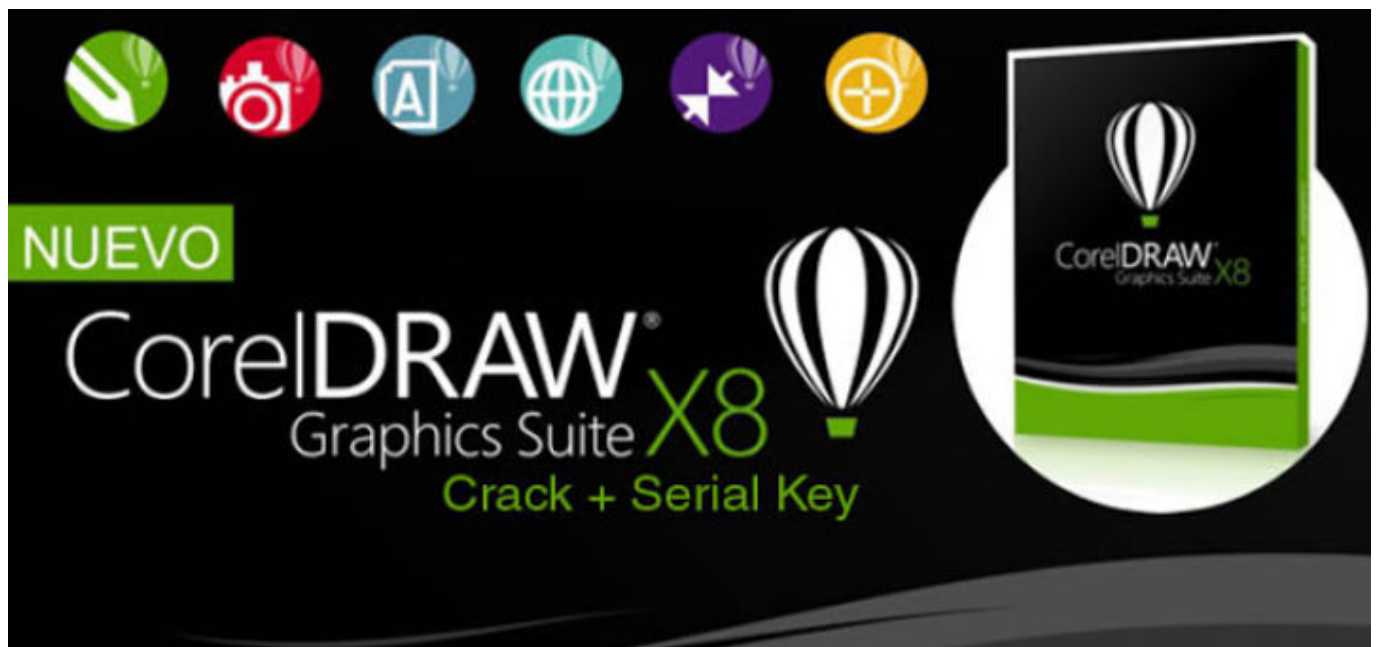 A
NUEVO
CorelDRAW®
Graphics Suite X8
Crack + Serial Key
CorelDRAW®
Graphics Suite X8